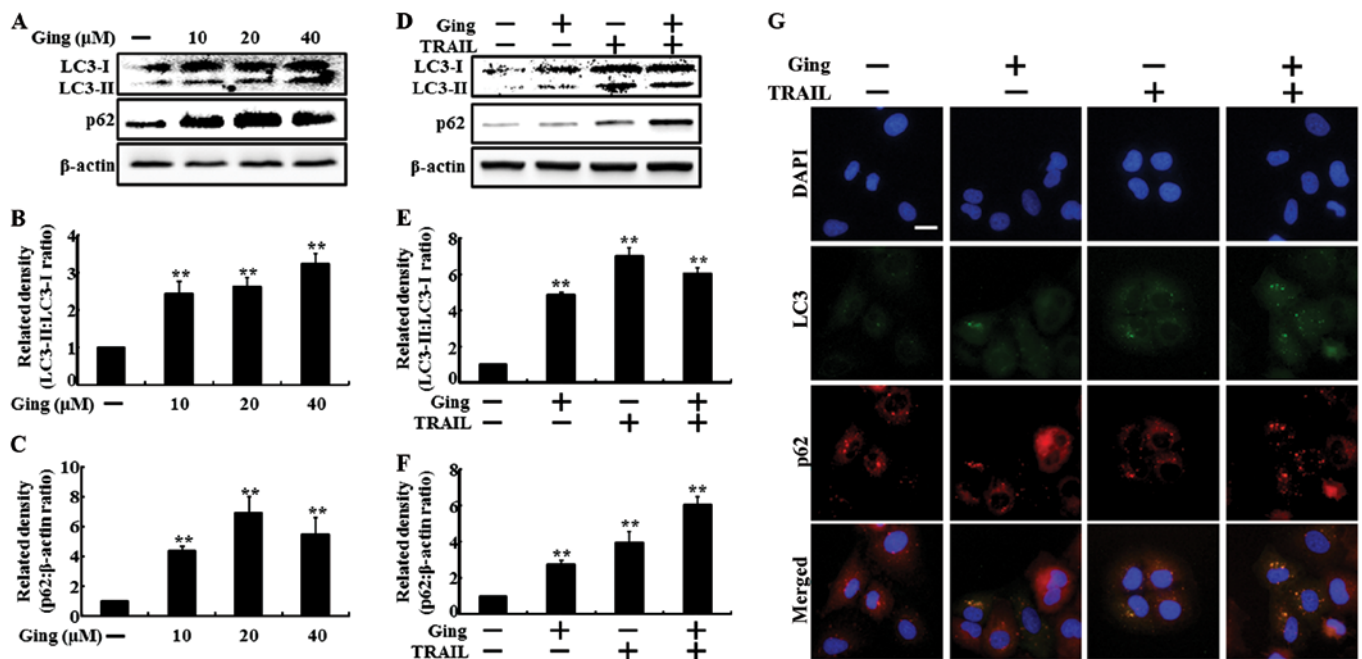 A
Ging (μM) — 10 20 40
LC3-I
LC3-II
p62
β-actin
B
Related density
(LC3-II:LC3-I ratio)
4
3
2
1
0
** ** **
Ging (μM) — 10 20 40
C
Related density
(p62:β-actin ratio)
10
8
6
4
2
0
** ** **
Ging (μM) — 10 20 40
D
Ging — + — +
TRAIL — — + +
LC3-I
LC3-II
p62
β-actin
E
Related density
(LC3-II:LC3-I ratio)
8
6
4
2
0
** ** **
Ging — + — +
TRAIL — — + +
F
Related density
(p62:β-actin ratio)
8
6
4
2
0
** ** **
Ging — + — +
TRAIL — — + +
G
Ging — + — +
TRAIL — — + +
DAPI
LC3
p62
Merged